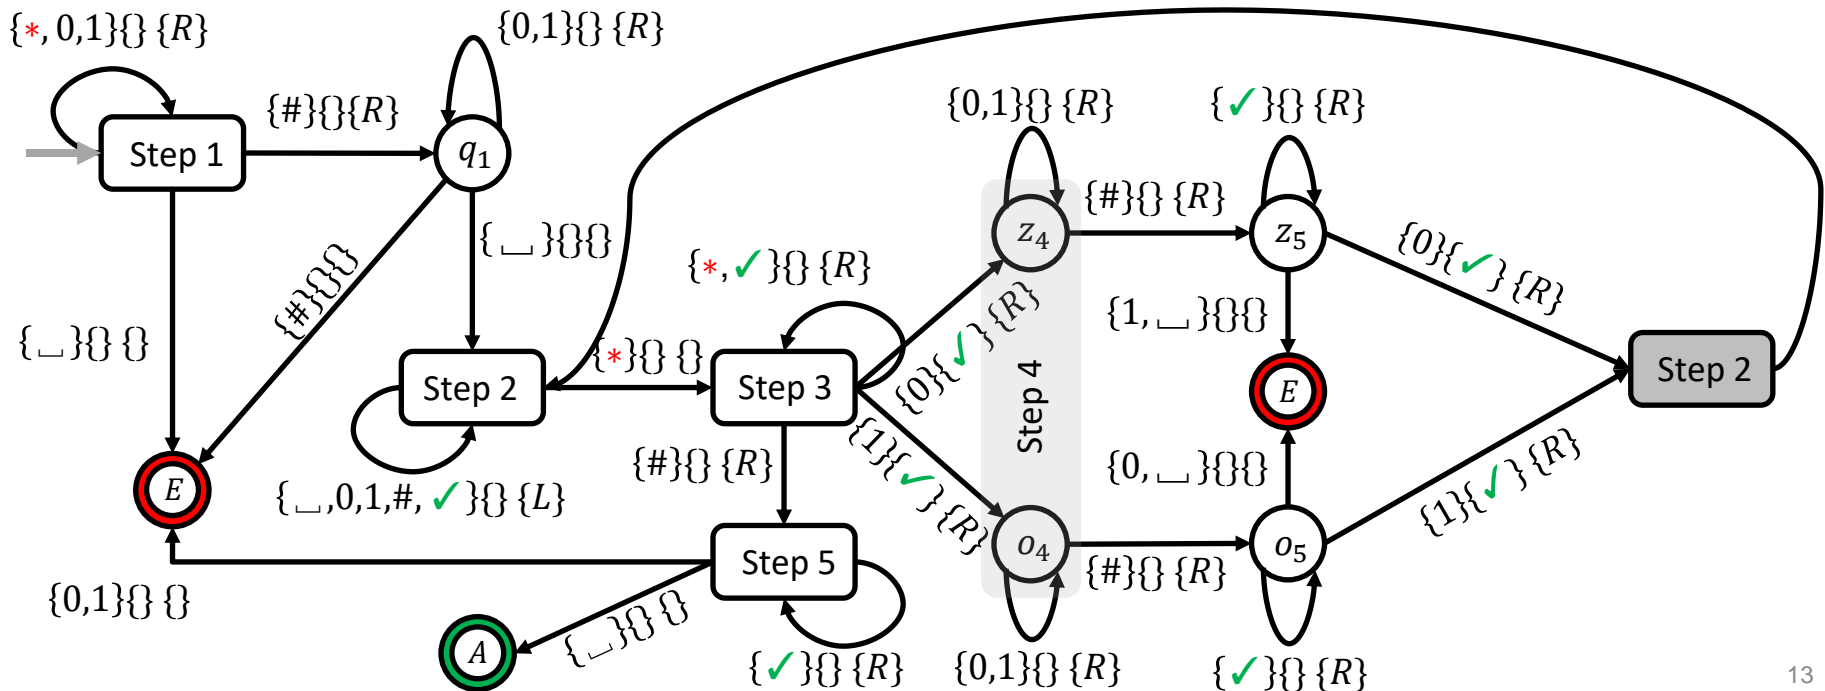 {*, 0,1}{} {R}
{0,1}{} {R}
{#}{}{R}
Step 1
q₁
{0,1}{} {R}
{✓}{} {R}
z₄
{#}{} {R}
z₅
{⎵}{}{}
{#}{}{}
{*, ✓}{} {R}
{0}{✓} {R}
{⎵}{} {}
{*}{} {}
{0}{✓} {R}
{1, ⎵}{}{}
Step 2
Step 3
Step 4
E
Step 2
{1}{✓} {R}
{#}{} {R}
{0, ⎵}{}{}
{1}{✓} {R}
E
{⎵,0,1,#, ✓}{} {L}
Step 5
o₄
{#}{} {R}
o₅
{0,1}{} {}
{⎵}{} {}
A
{✓}{} {R}
{0,1}{} {R}
{✓}{} {R}
13